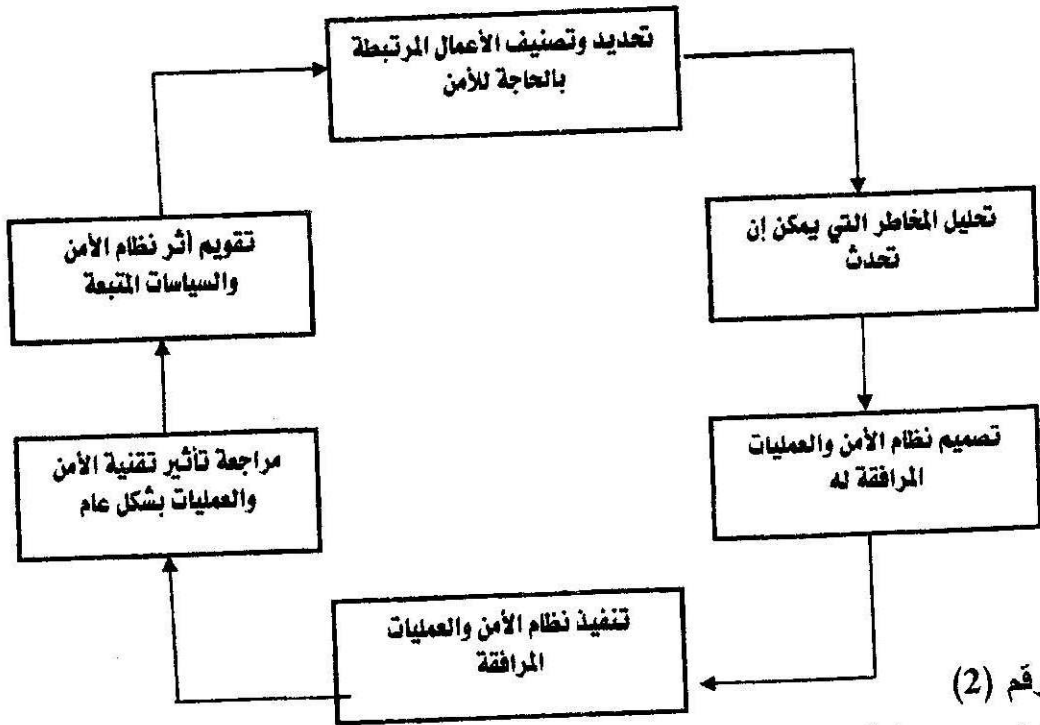 تحديد وتصنيف الأعمال المرتبطة
بالحاجة للأمن
تحليل المخاطر التي يمكن إن
تحدث
تصميم نظام الأمن والعمليات
المرافقة له
تنفيذ نظام الأمن والعمليات
المرافقة
مراجعة تأثير تقنية الأمن
والعمليات بشكل عام
تقويم أثر نظام الأمن
والسياسات المتبعة
رقم (2)